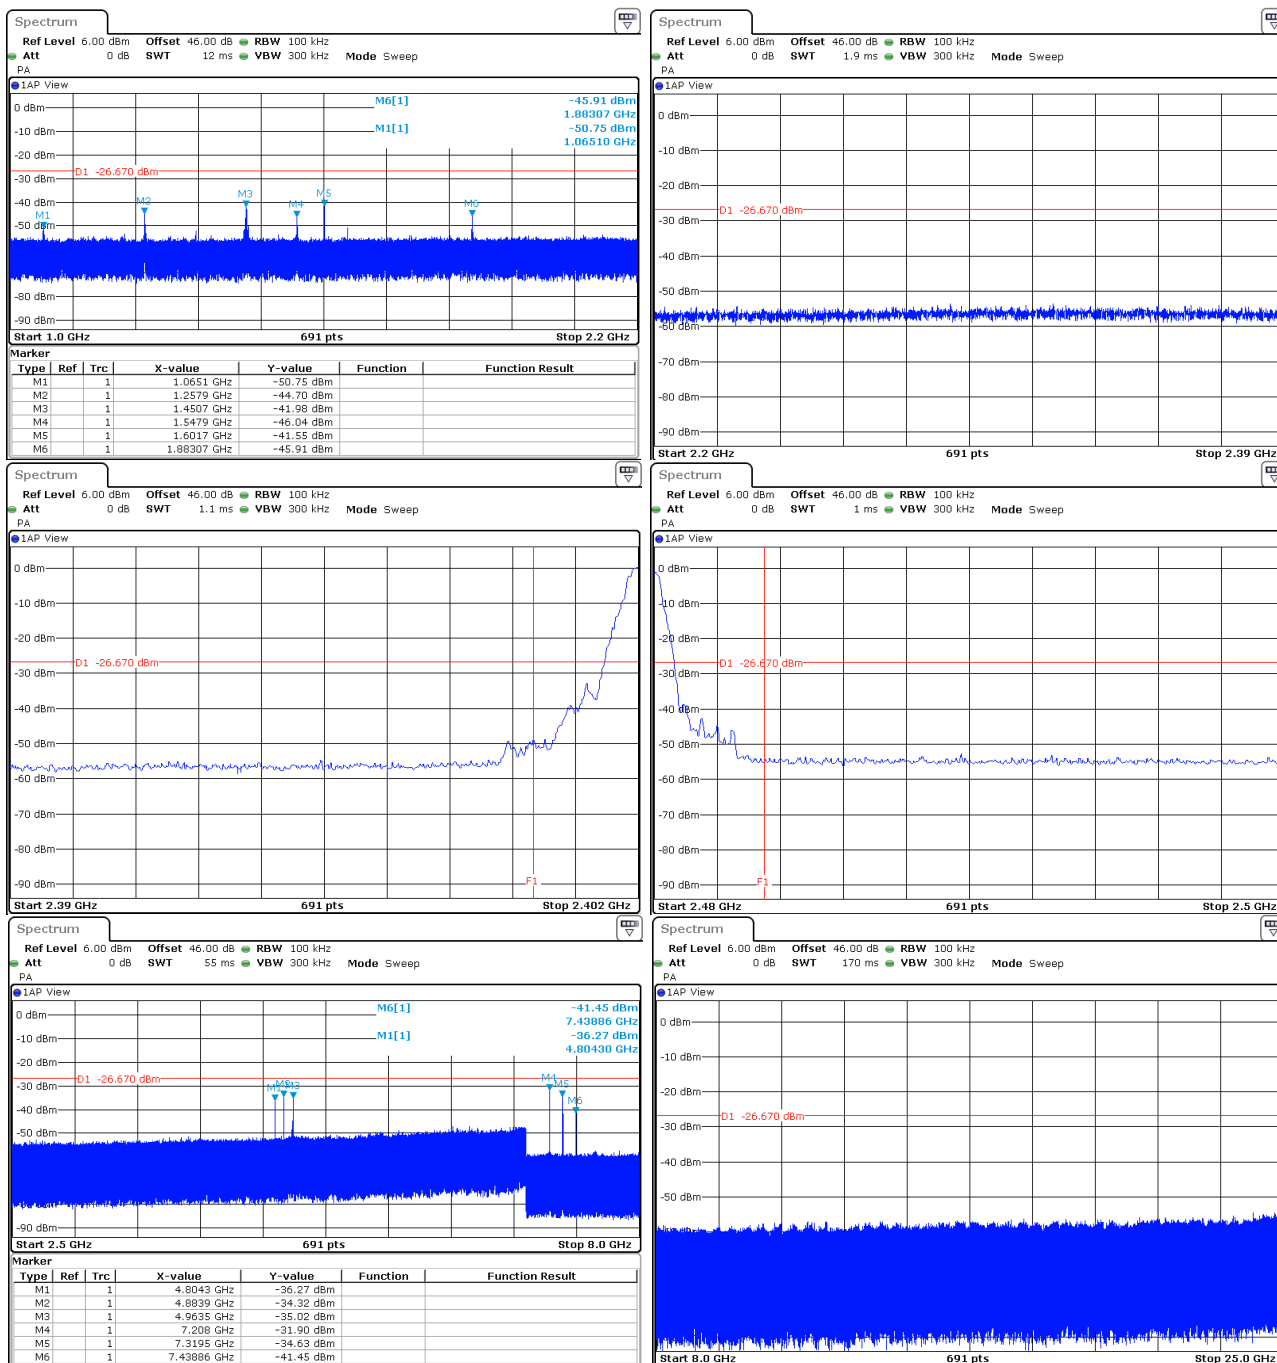 Spectrum
Ref Level 6.00 dBm Offset 46.00 dB RBW 100 kHz
Att 0 dB SWT 12 ms VBW 300 kHz Mode Sweep
PA
1AP View
M6[1] -45.91 dBm
1.88307 GHz
M1[1] -50.75 dBm
1.06510 GHz
0 dBm
-10 dBm
-20 dBm
D1 -26.670 dBm
-30 dBm
-40 dBm
-50 dBm
-80 dBm
-90 dBm
M1
M2
M3
M4
M5
M6
Start 1.0 GHz 691 pts Stop 2.2 GHz
Marker
Type Ref Trc X-value Y-value Function Function Result
M1 1 1.0651 GHz -50.75 dBm
M2 1 1.2579 GHz -44.70 dBm
M3 1 1.4507 GHz -41.98 dBm
M4 1 1.5479 GHz -46.04 dBm
M5 1 1.6017 GHz -41.55 dBm
M6 1 1.88307 GHz -45.91 dBm
Spectrum
Ref Level 6.00 dBm Offset 46.00 dB RBW 100 kHz
Att 0 dB SWT 1.9 ms VBW 300 kHz Mode Sweep
PA
1AP View
0 dBm
-10 dBm
-20 dBm
D1 -26.670 dBm
-30 dBm
-40 dBm
-50 dBm
-60 dBm
-70 dBm
-80 dBm
-90 dBm
Start 2.2 GHz 691 pts Stop 2.39 GHz
Spectrum
Ref Level 6.00 dBm Offset 46.00 dB RBW 100 kHz
Att 0 dB SWT 1.1 ms VBW 300 kHz Mode Sweep
PA
1AP View
0 dBm
-10 dBm
-20 dBm
D1 -26.670 dBm
-30 dBm
-40 dBm
-50 dBm
-60 dBm
-70 dBm
-80 dBm
-90 dBm
F1
Start 2.39 GHz 691 pts Stop 2.402 GHz
Spectrum
Ref Level 6.00 dBm Offset 46.00 dB RBW 100 kHz
Att 0 dB SWT 1 ms VBW 300 kHz Mode Sweep
PA
1AP View
0 dBm
-10 dBm
-20 dBm
D1 -26.670 dBm
-30 dBm
-40 dBm
-50 dBm
-60 dBm
-70 dBm
-80 dBm
-90 dBm
F1
Start 2.48 GHz 691 pts Stop 2.5 GHz
Spectrum
Ref Level 6.00 dBm Offset 46.00 dB RBW 100 kHz
Att 0 dB SWT 55 ms VBW 300 kHz Mode Sweep
PA
1AP View
M6[1] -41.45 dBm
7.43886 GHz
M1[1] -36.27 dBm
4.80430 GHz
0 dBm
-10 dBm
-20 dBm
D1 -26.670 dBm
-30 dBm
-40 dBm
-50 dBm
-90 dBm
M1
M2
M3
M4
M5
M6
Start 2.5 GHz 691 pts Stop 8.0 GHz
Marker
Type Ref Trc X-value Y-value Function Function Result
M1 1 4.8043 GHz -36.27 dBm
M2 1 4.8839 GHz -34.32 dBm
M3 1 4.9635 GHz -35.02 dBm
M4 1 7.208 GHz -31.90 dBm
M5 1 7.3195 GHz -34.63 dBm
M6 1 7.43886 GHz -41.45 dBm
Spectrum
Ref Level 6.00 dBm Offset 46.00 dB RBW 100 kHz
Att 0 dB SWT 170 ms VBW 300 kHz Mode Sweep
PA
1AP View
0 dBm
-10 dBm
-20 dBm
D1 -26.670 dBm
-30 dBm
-40 dBm
-50 dBm
Start 8.0 GHz 691 pts Stop 25.0 GHz